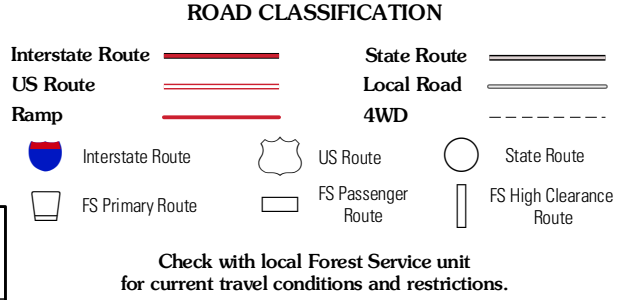 ROAD CLASSIFICATION
Interstate Route
State Route
US Route
Local Road
Ramp
4WD
Interstate Route
US Route
State Route
FS Primary Route
FS Passenger
Route
FS High Clearance
Route
Check with local Forest Service unit
for current travel conditions and restrictions.